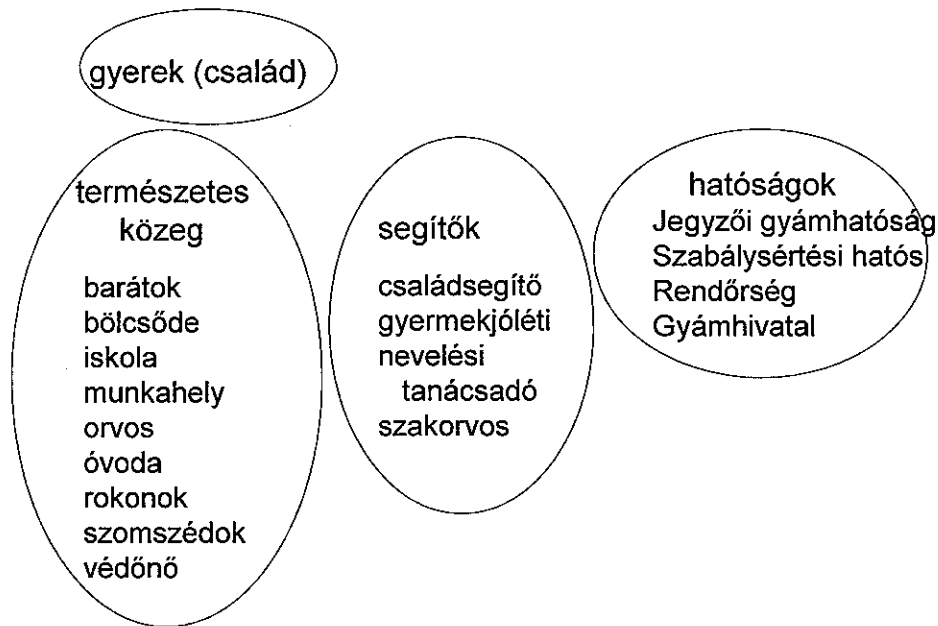 gyerek (család)
természetes
közeg
barátok
bölcsőde
iskola
munkahely
orvos
óvoda
rokonok
szomszédok
védőnő
segítők
családsegítő
gyermekjóléti
nevelési
tanácsadó
szakorvos
hatóságok
Jegyzői gyámhatóság
Szabálysértési hatós
Rendőrség
Gyámhivatal